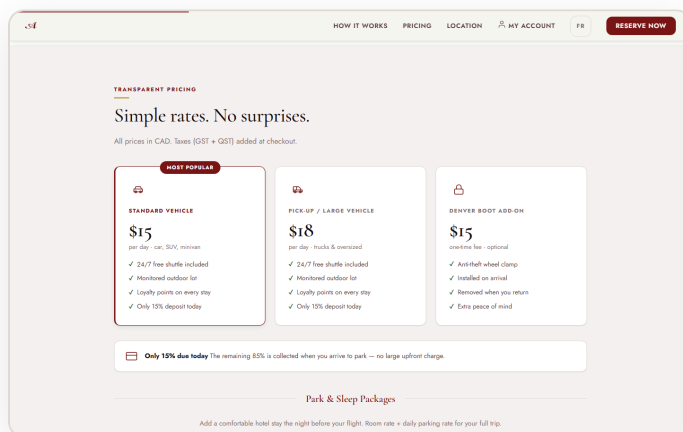 HOW IT WORKS PRICING LOCATION MY ACCOUNT FR RESERVE NOW
TRANSPARENT PRICING
Simple rates. No surprises.
All prices in CAD. Taxes (GST + QST) added at checkout.
MOST POPULAR
STANDARD VEHICLE
$15
per day · car, SUV, minivan
✓ 24/7 free shuttle included
✓ Monitored outdoor lot
✓ Loyalty points on every stay
✓ Only 15% deposit today
PICK-UP / LARGE VEHICLE
$18
per day · trucks & oversized
✓ 24/7 free shuttle included
✓ Monitored outdoor lot
✓ Loyalty points on every stay
✓ Only 15% deposit today
DENVER BOOT ADD-ON
$15
one-time fee · optional
✓ Anti-theft wheel clamp
✓ Installed on arrival
✓ Removed when you return
✓ Extra peace of mind
Only 15% due today The remaining 85% is collected when you arrive to park — no large upfront charge.
Park & Sleep Packages
Add a comfortable hotel stay the night before your flight. Room rate + daily parking rate for your full trip.